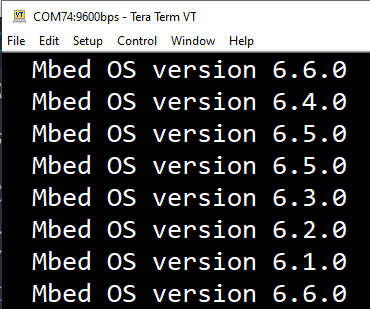 COM74:9600bps - Tera Term VT
File Edit Setup Control Window Help
Mbed OS version 6.6.0
Mbed OS version 6.4.0
Mbed OS version 6.5.0
Mbed OS version 6.5.0
Mbed OS version 6.3.0
Mbed OS version 6.2.0
Mbed OS version 6.1.0
Mbed OS version 6.6.0